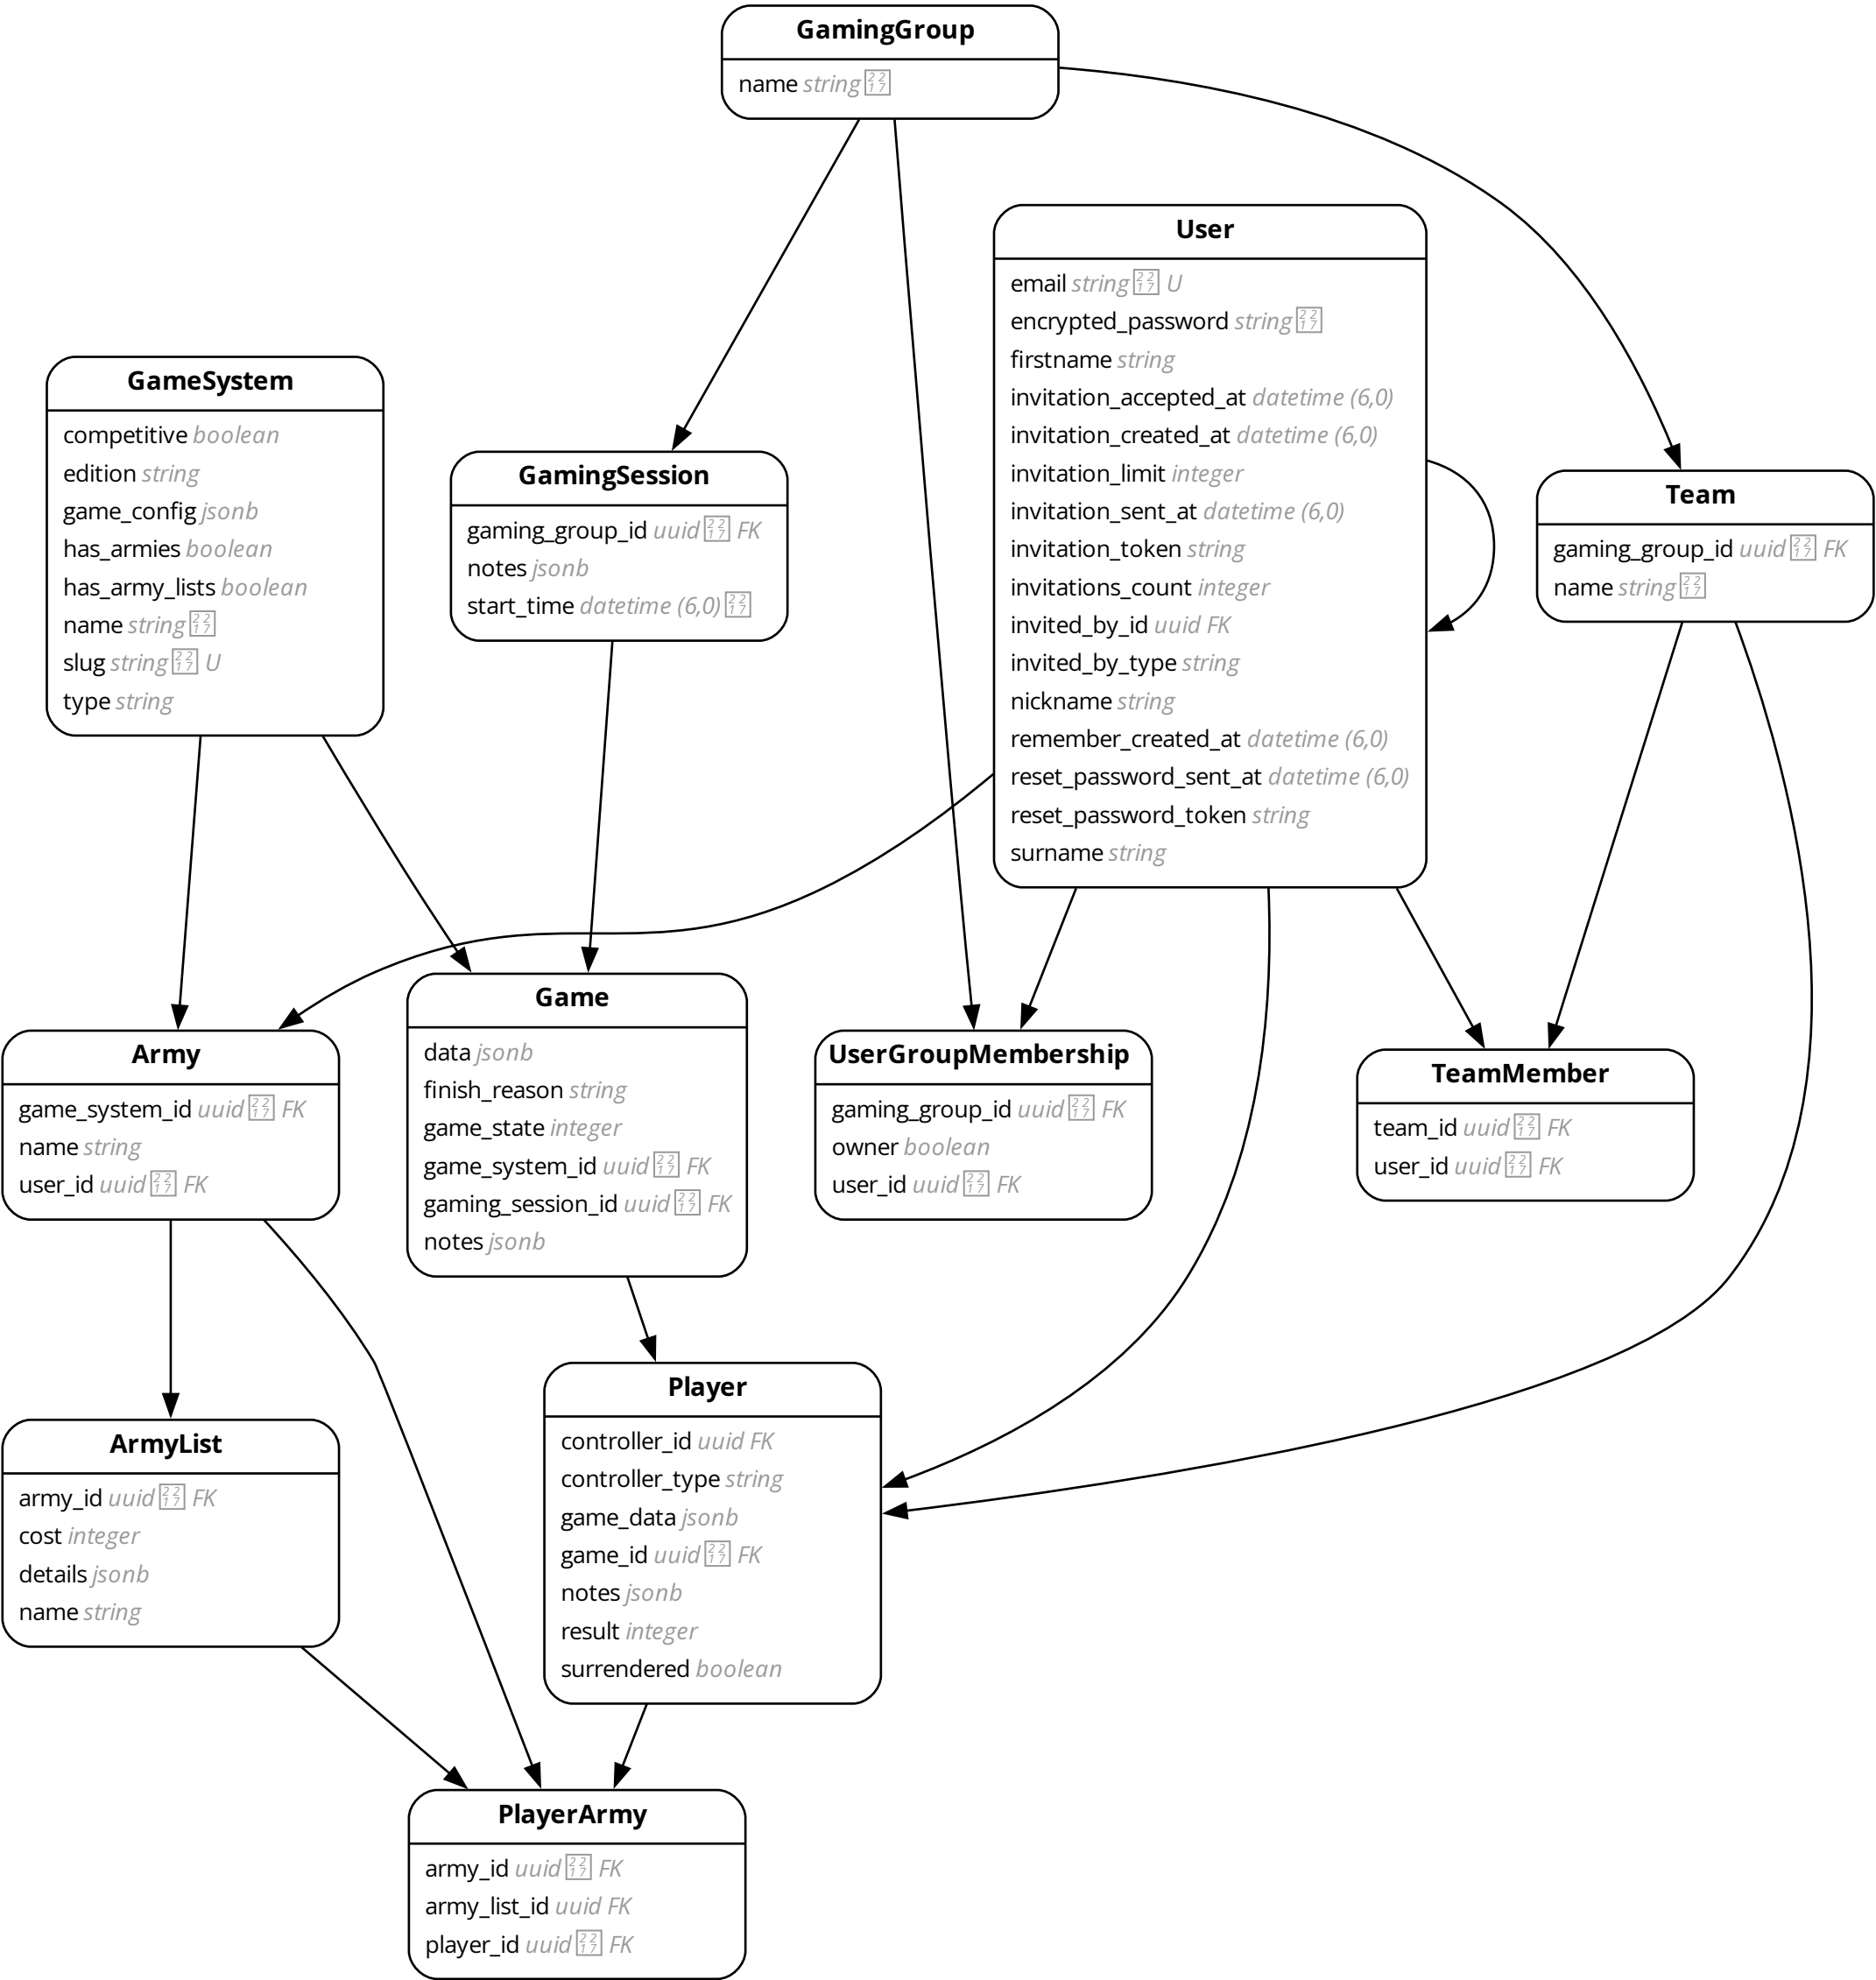 GamingGroup
name string ∗
User
email string ∗ U
encrypted_password string ∗
firstname string
invitation_accepted_at datetime (6,0)
invitation_created_at datetime (6,0)
invitation_limit integer
invitation_sent_at datetime (6,0)
invitation_token string
invitations_count integer
invited_by_id uuid FK
invited_by_type string
nickname string
remember_created_at datetime (6,0)
reset_password_sent_at datetime (6,0)
reset_password_token string
surname string
GameSystem
competitive boolean
edition string
game_config jsonb
has_armies boolean
has_army_lists boolean
name string ∗
slug string ∗ U
type string
GamingSession
gaming_group_id uuid ∗ FK
notes jsonb
start_time datetime (6,0) ∗
Team
gaming_group_id uuid ∗ FK
name string ∗
Game
data jsonb
finish_reason string
game_state integer
game_system_id uuid ∗ FK
gaming_session_id uuid ∗ FK
notes jsonb
Army
game_system_id uuid ∗ FK
name string
user_id uuid ∗ FK
UserGroupMembership
gaming_group_id uuid ∗ FK
owner boolean
user_id uuid ∗ FK
TeamMember
team_id uuid ∗ FK
user_id uuid ∗ FK
Player
controller_id uuid FK
controller_type string
game_data jsonb
game_id uuid ∗ FK
notes jsonb
result integer
surrendered boolean
ArmyList
army_id uuid ∗ FK
cost integer
details jsonb
name string
PlayerArmy
army_id uuid ∗ FK
army_list_id uuid FK
player_id uuid ∗ FK